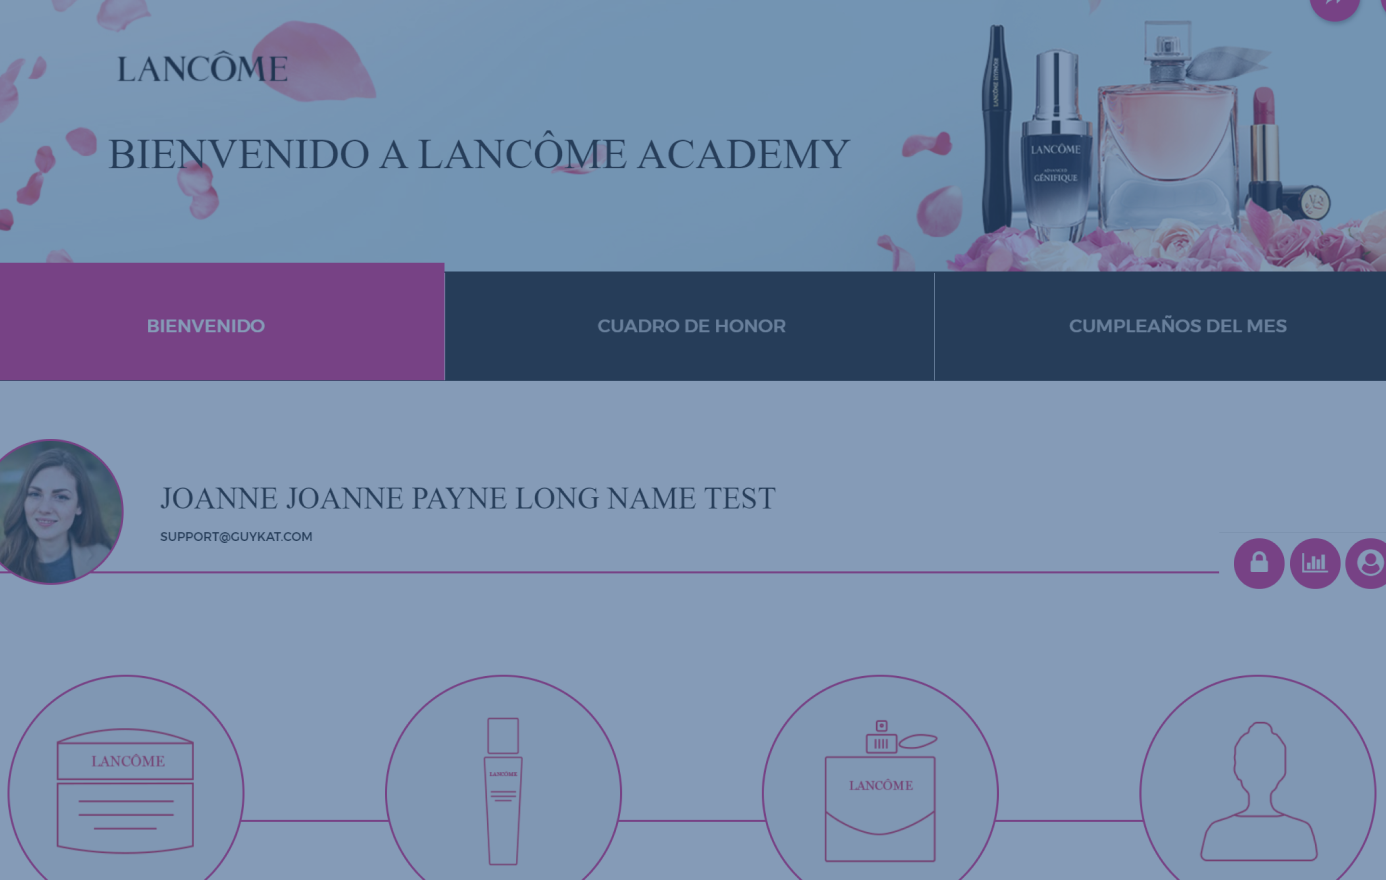 LANCÔME
BIENVENIDO A LANCÔME ACADEMY
LANCÔME
ADVANCED
GÉNIFIQUE
BIENVENIDO
CUADRO DE HONOR
CUMPLEAÑOS DEL MES
JOANNE JOANNE PAYNE LONG NAME TEST
SUPPORT@GUYKAT.COM
LANCÔME
LANCÔME
LANCÔME